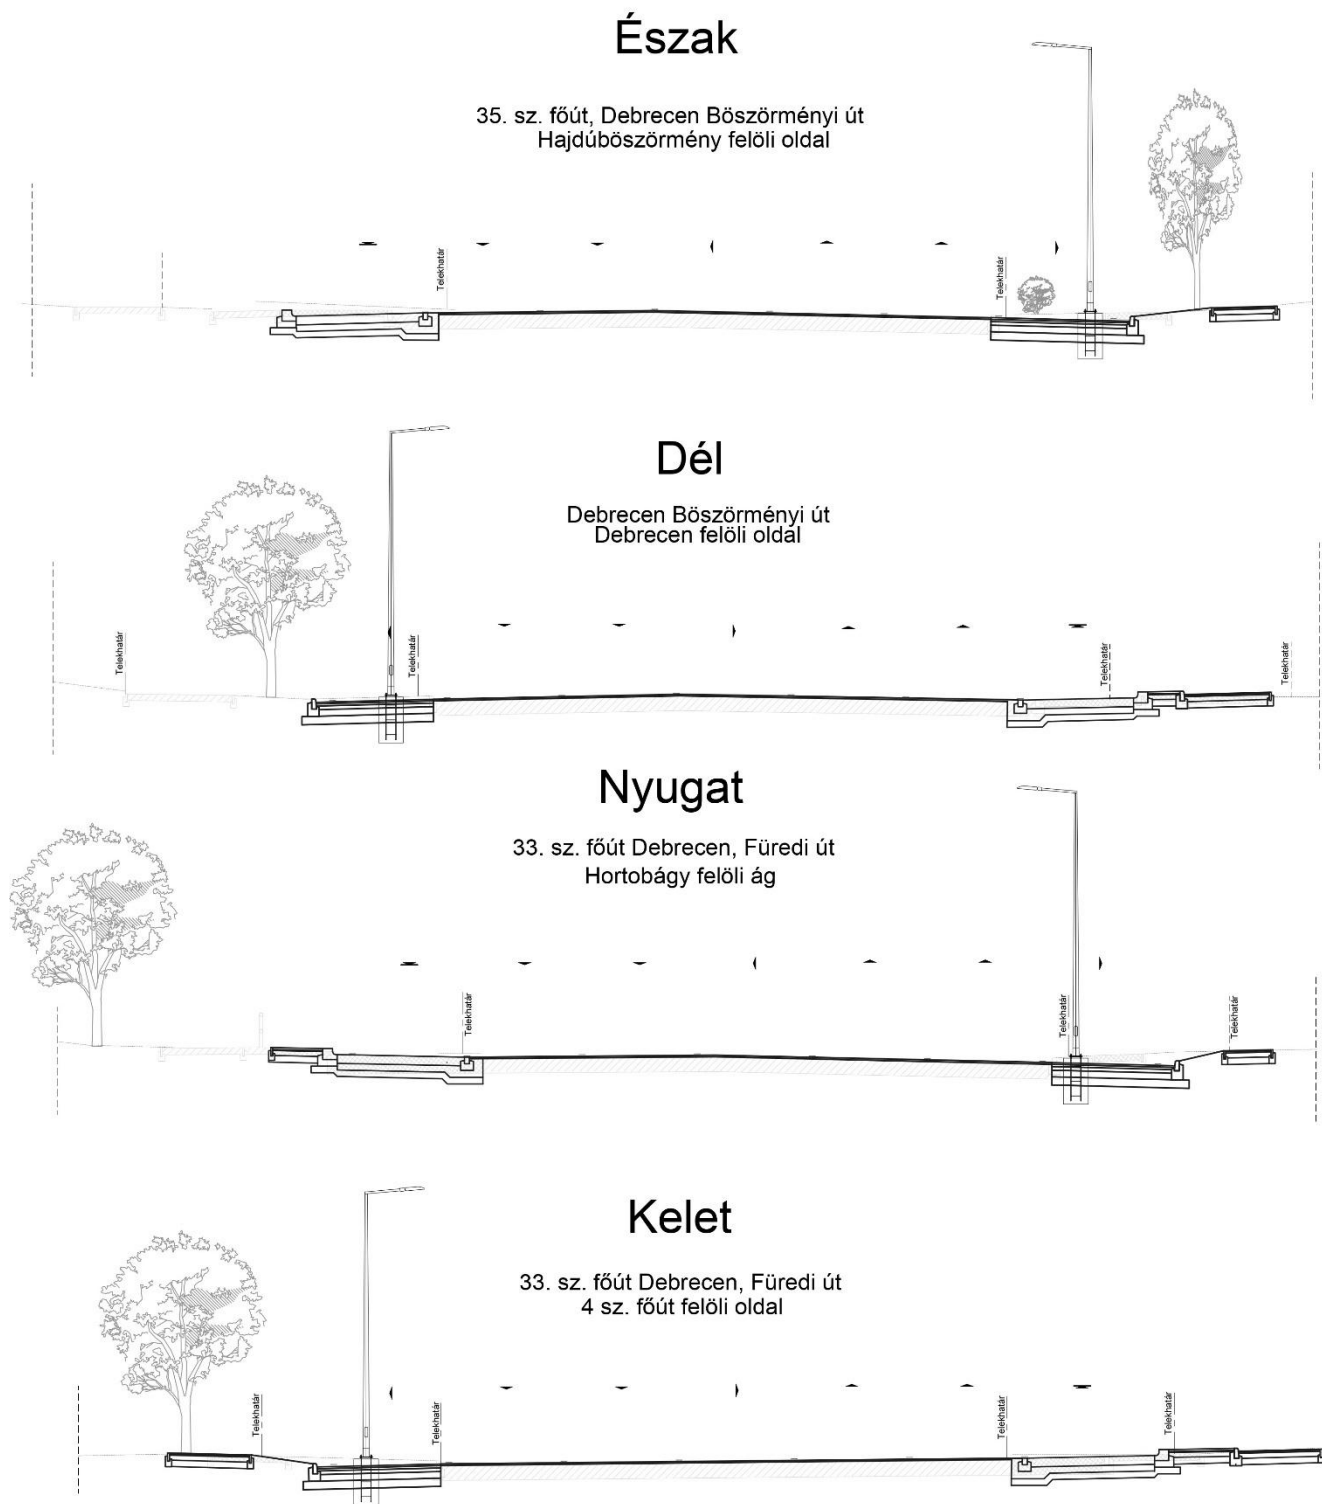 Észak
35. sz. főút, Debrecen Böszörményi út
Hajdúböszörmény felöli oldal
Telekhatár
Telekhatár
Dél
Debrecen Böszörményi út
Debrecen felöli oldal
Telekhatár
Telekhatár
Telekhatár
Telekhatár
Nyugat
33. sz. főút Debrecen, Füredi út
Hortobágy felöli ág
Telekhatár
Telekhatár
Telekhatár
Kelet
33. sz. főút Debrecen, Füredi út
4 sz. főút felöli oldal
Telekhatár
Telekhatár
Telekhatár
Telekhatár